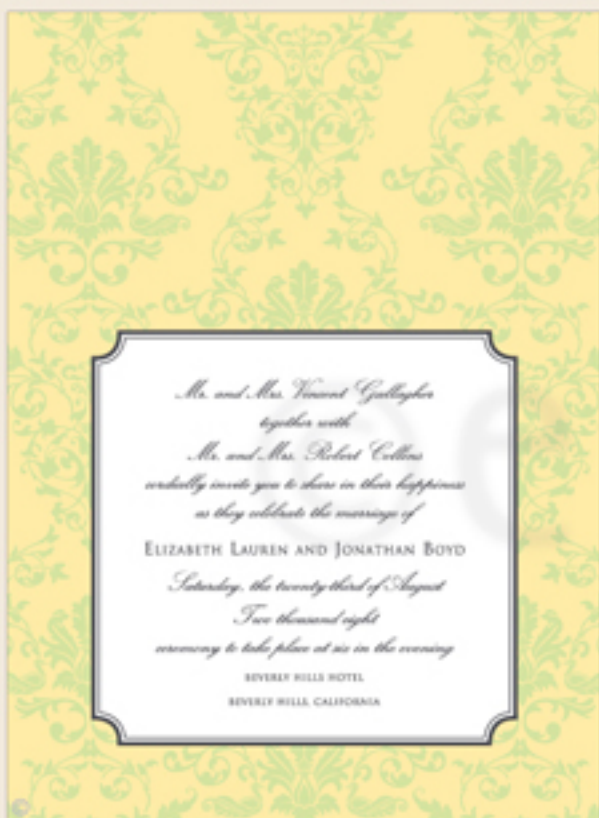 Mr. and Mrs. Vincent Gallagher
together with
Mr. and Mrs. Robert Collins
cordially invite you to share in their happiness
as they celebrate the marriage of
ELIZABETH LAUREN AND JONATHAN BOYD
Saturday, the twenty-third of August
Two thousand eight
ceremony to take place at six in the evening
BEVERLY HILLS HOTEL
BEVERLY HILLS, CALIFORNIA
©